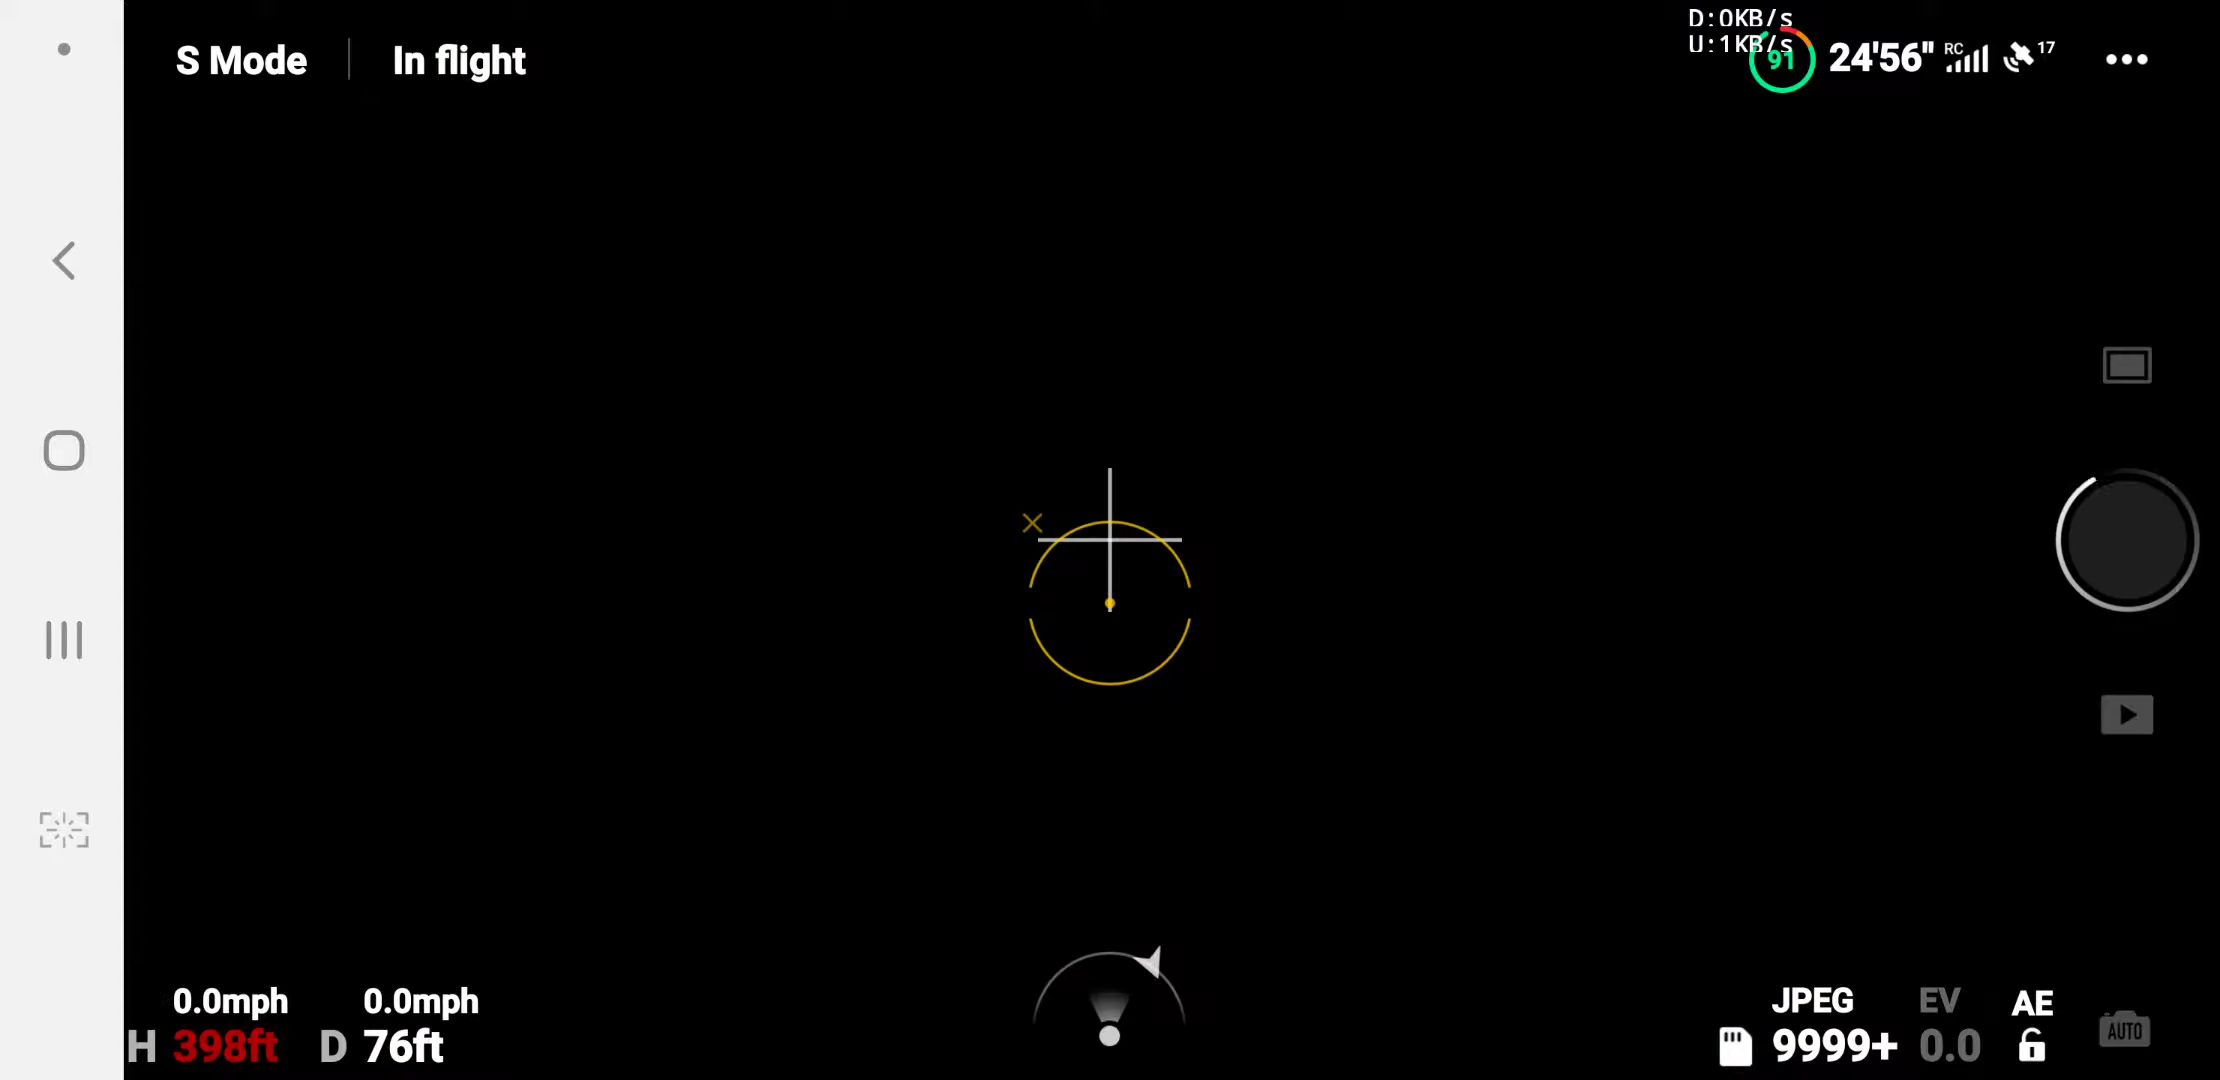 D:0KB/s
U:1KB/s
S Mode In flight
91 24'56" RC 17
0.0mph 0.0mph
H 398ft D 76ft
JPEG EV AE
9999+ 0.0 AUTO